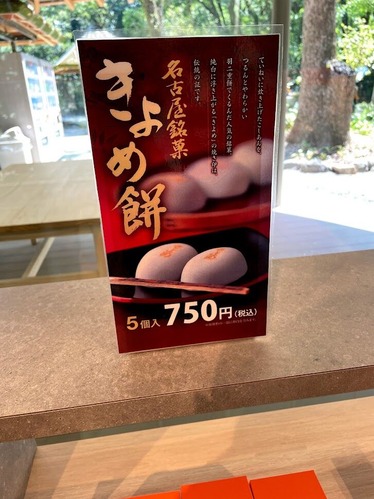 ていねいに炊き上げたこしあんを、
つるんとやわらかい
羽二重餅でくるんだ人気の銘菓
純白に浮き上がる「きよめ」の焼き印は、
伝統の証です。
名古屋銘菓
きよめ餅
5個入 750円(税込)